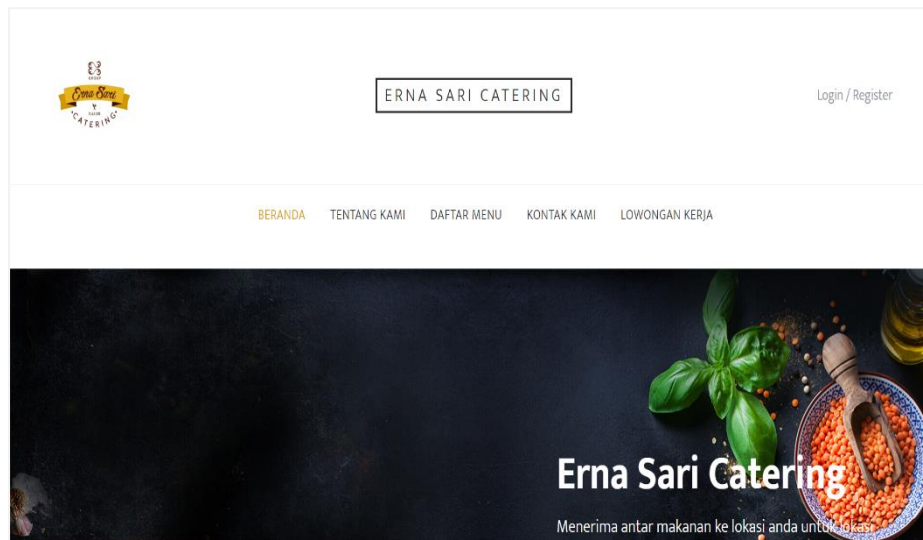 GROUP
Erna Sari
CATERING
ERNA SARI CATERING
Login / Register
BERANDA TENTANG KAMI DAFTAR MENU KONTAK KAMI LOWONGAN KERJA
Erna Sari Catering
Menerima antar makanan ke lokasi anda untuk lokasi